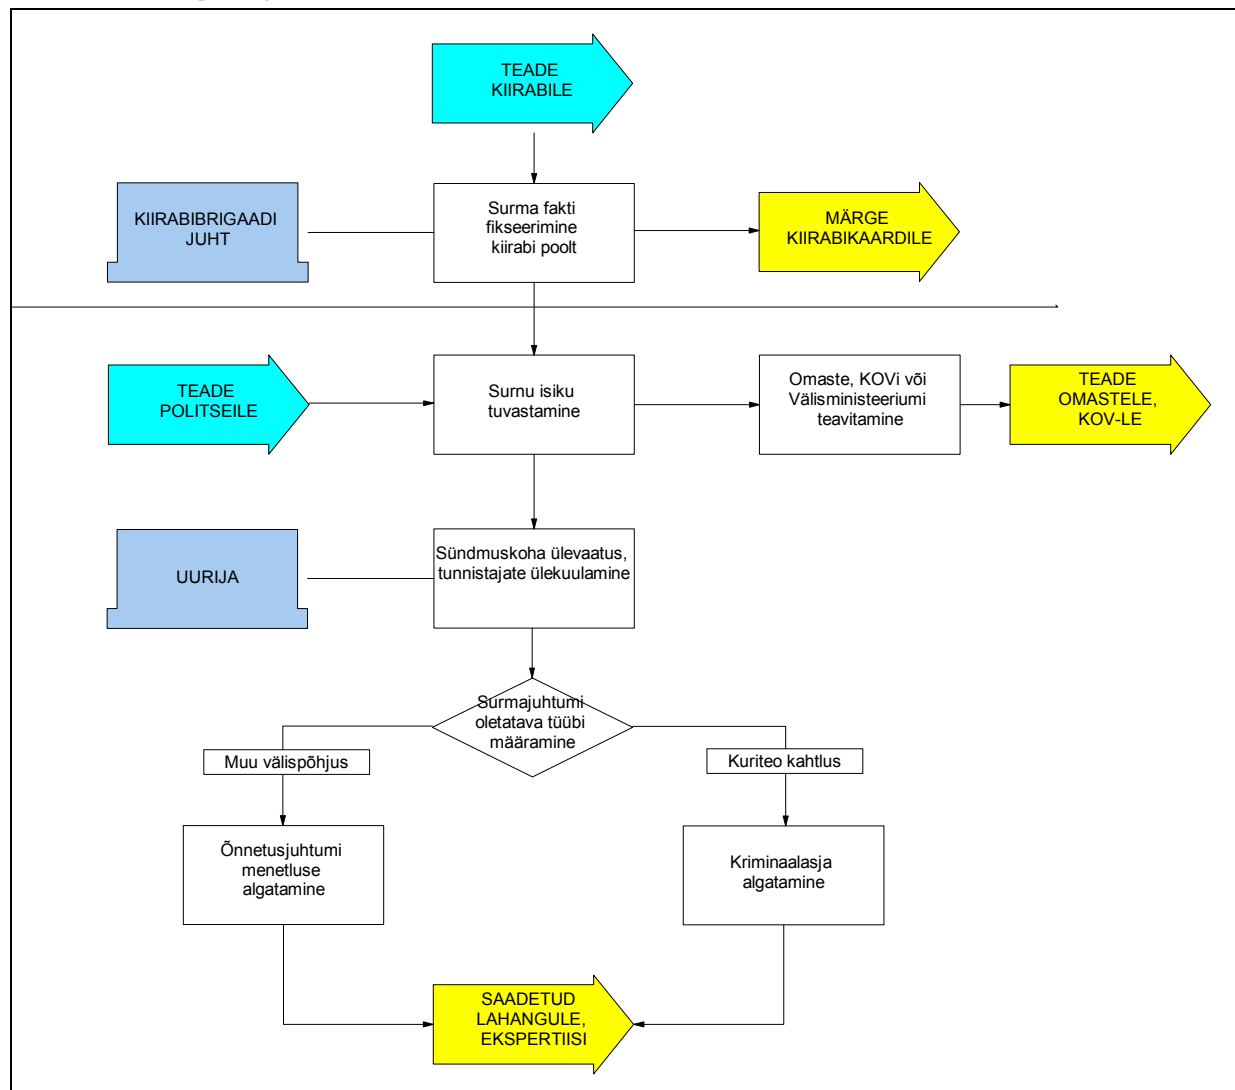 TEADE
KIIRABILE
KIIRABIBRIGAADI
JUHT
Surma fakti
fikseerimine
kiirabi poolt
MÄRGE
KIIRABIKAARDILE
TEADE
POLITSEILE
Surnu isiku
tuvastamine
Omaste, KOVi või
Välisministeeriumi
teavitamine
TEADE
OMASTELE,
KOV-LE
UURIJA
Sündmuskoha ülevaatus,
tunnistajate ülekuulamine
Surmajuhtumi
oletatava tüübi
määramine
Muu välispõhjus
Kuriteo kahtlus
Õnnetusjuhtumi
menetluse
algatamine
Kriminaalasja
algatamine
SAADETUD
LAHANGULE,
EKSPERTIISI